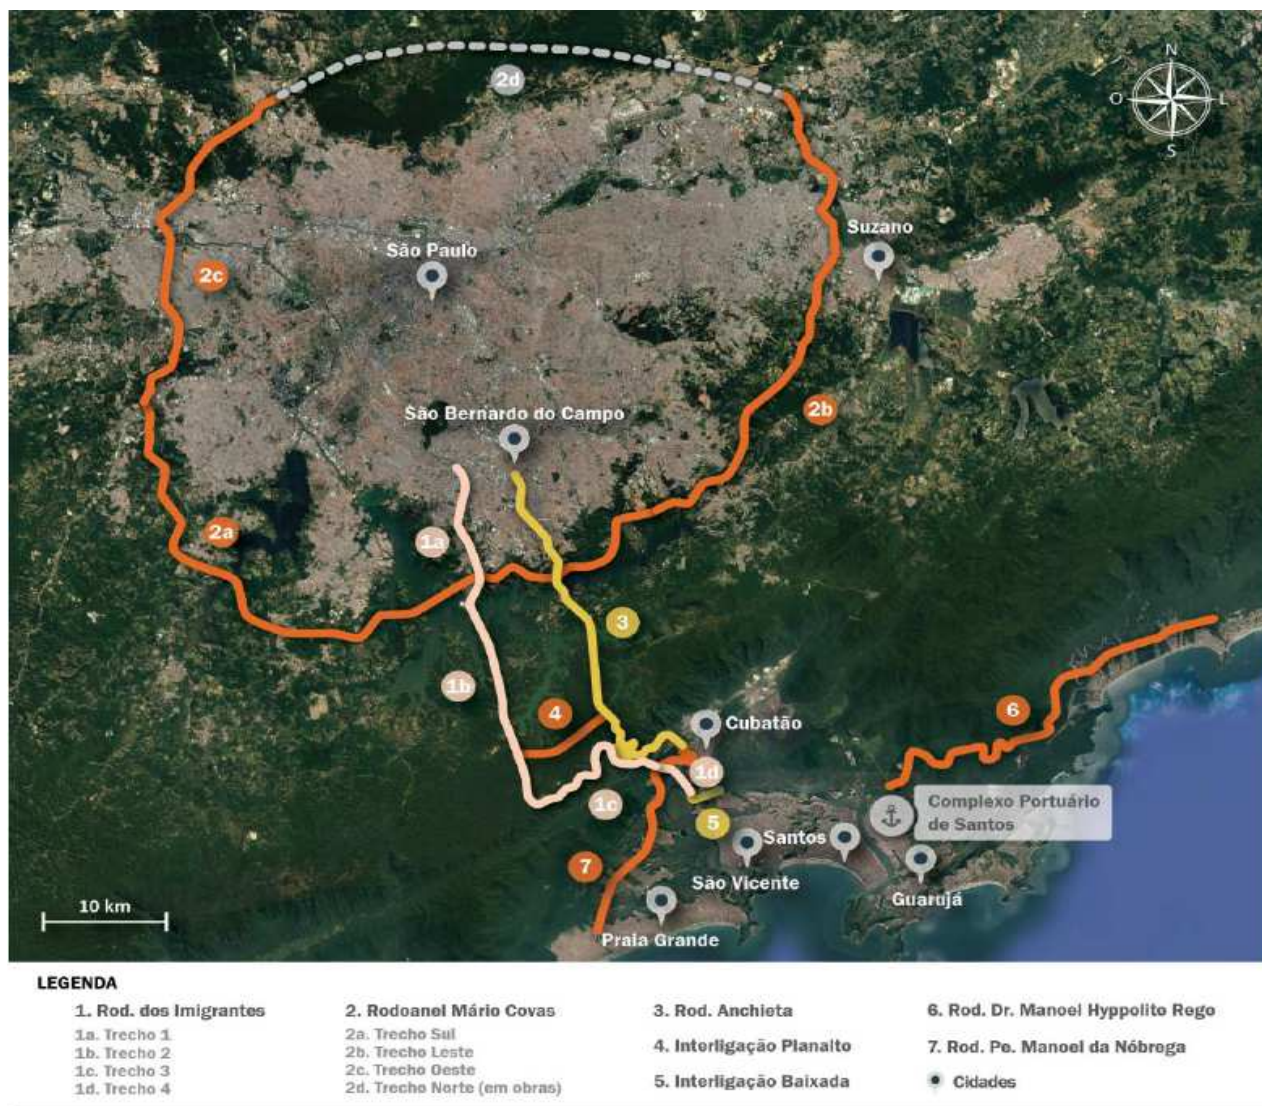 N
O
L
S
2d
São Paulo
Suzano
2c
São Bernardo do Campo
2b
2a
1a
3
1b
4
6
Cubatão
1d
1c
Complexo Portuário
de Santos
5
Santos
7
São Vicente
Guarujá
10 km
Praia Grande
LEGENDA
1. Rod. dos Imigrantes
1a. Trecho 1
1b. Trecho 2
1c. Trecho 3
1d. Trecho 4
2. Rodoanel Mário Covas
2a. Trecho Sul
2b. Trecho Leste
2c. Trecho Oeste
2d. Trecho Norte (em obras)
3. Rod. Anchieta
4. Interligação Planalto
5. Interligação Baixada
6. Rod. Dr. Manoel Hyppolito Rego
7. Rod. Pe. Manoel da Nóbrega
Cidades